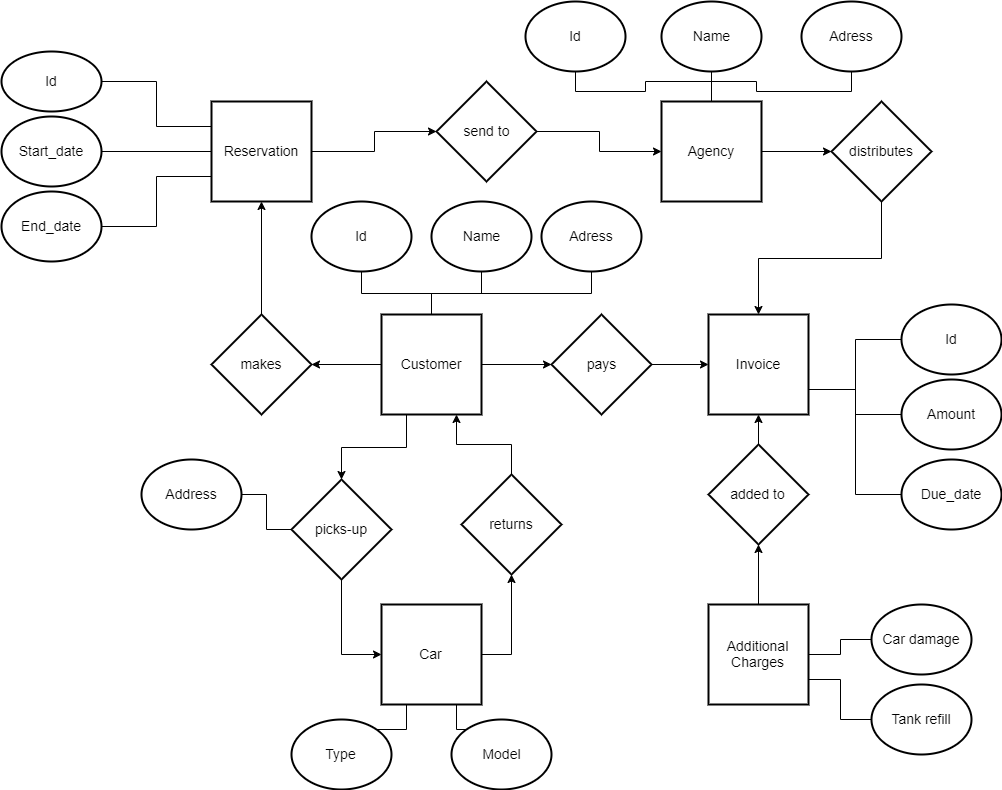 Id
Name
Adress
Id
Start_date
End_date
Reservation
send to
Agency
distributes
Id
Name
Adress
makes
Customer
pays
Invoice
Id
Amount
Due_date
Address
picks-up
returns
added to
Car
Additional
Charges
Car damage
Tank refill
Type
Model